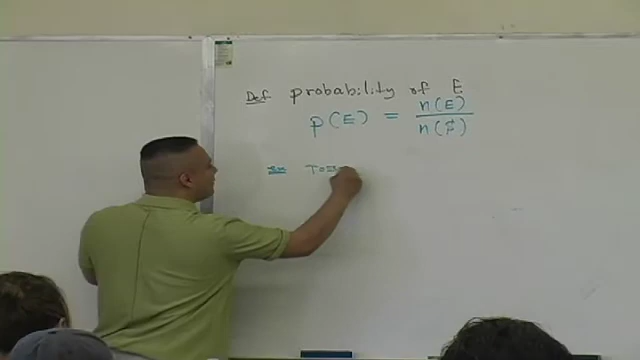 Def probability of E
P(E) = n(E) / n(S)
Ex Toss